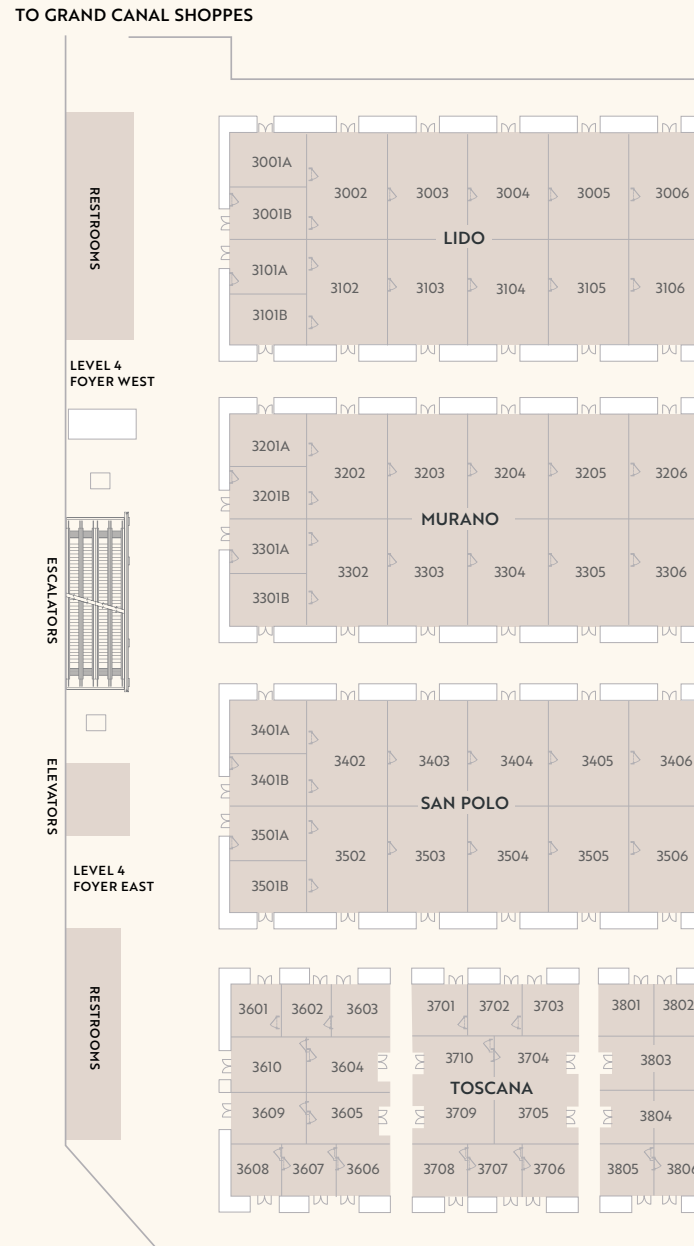 TO GRAND CANAL SHOPPES
RESTROOMS
LEVEL 4
FOYER WEST
ESCALATORS
ELEVATORS
LEVEL 4
FOYER EAST
RESTROOMS
3001A
3001B
3002
3003
3004
3005
3006
LIDO
3101A
3101B
3102
3103
3104
3105
3106
3201A
3201B
3202
3203
3204
3205
3206
MURANO
3301A
3301B
3302
3303
3304
3305
3306
3401A
3401B
3402
3403
3404
3405
3406
SAN POLO
3501A
3501B
3502
3503
3504
3505
3506
3601
3602
3603
3610
3604
3609
3605
3608
3607
3606
3701
3702
3703
3710
3704
TOSCANA
3709
3705
3708
3707
3706
3801
3802
3803
3804
3805
3806